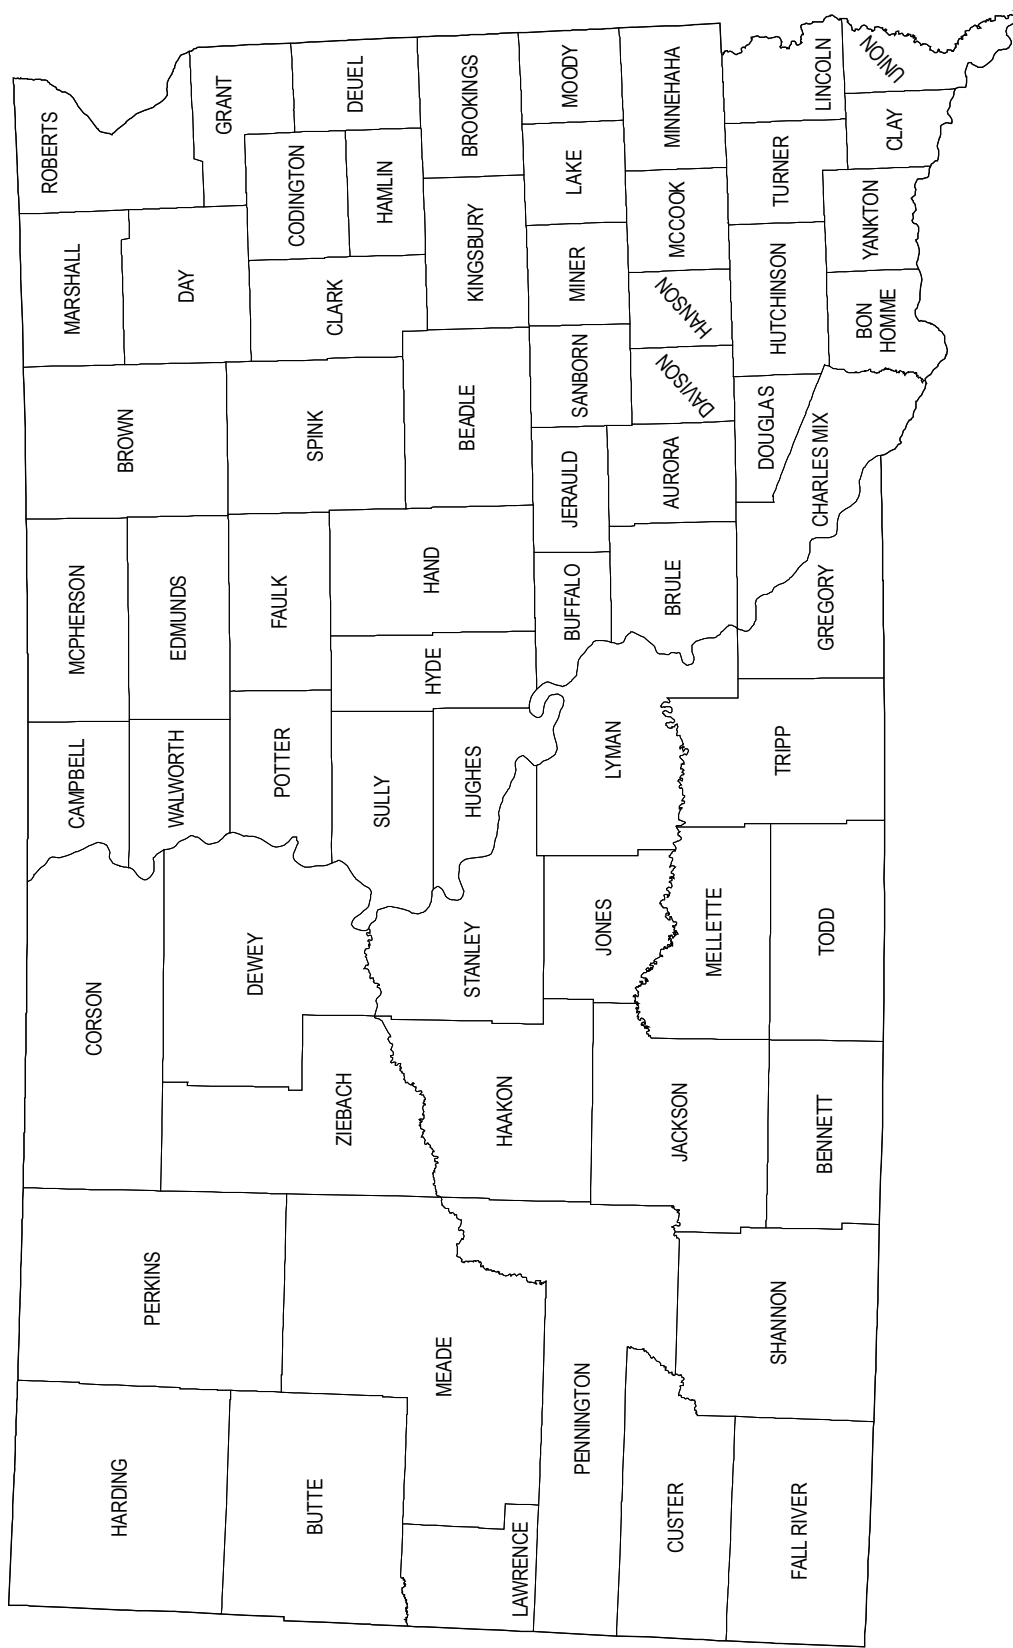 HARDING
PERKINS
CORSON
CAMPBELL
MCPHERSON
BROWN
MARSHALL
ROBERTS
BUTTE
MEADE
ZIEBACH
DEWEY
WALWORTH
EDMUNDS
DAY
GRANT
POTTER
FAULK
SPINK
CLARK
CODINGTON
DEUEL
HAMLIN
LAWRENCE
SULLY
HYDE
HAND
BEADLE
KINGSBURY
BROOKINGS
PENNINGTON
HAAKON
STANLEY
HUGHES
BUFFALO
JERAULD
SANBORN
MINER
LAKE
MOODY
CUSTER
JACKSON
JONES
LYMAN
BRULE
AURORA
DAVISON
HANSON
MCCOOK
MINNEHAHA
FALL RIVER
SHANNON
BENNETT
MELLETTE
TODD
TRIPP
GREGORY
CHARLES MIX
DOUGLAS
HUTCHINSON
TURNER
LINCOLN
BON
HOMME
YANKTON
CLAY
UNION